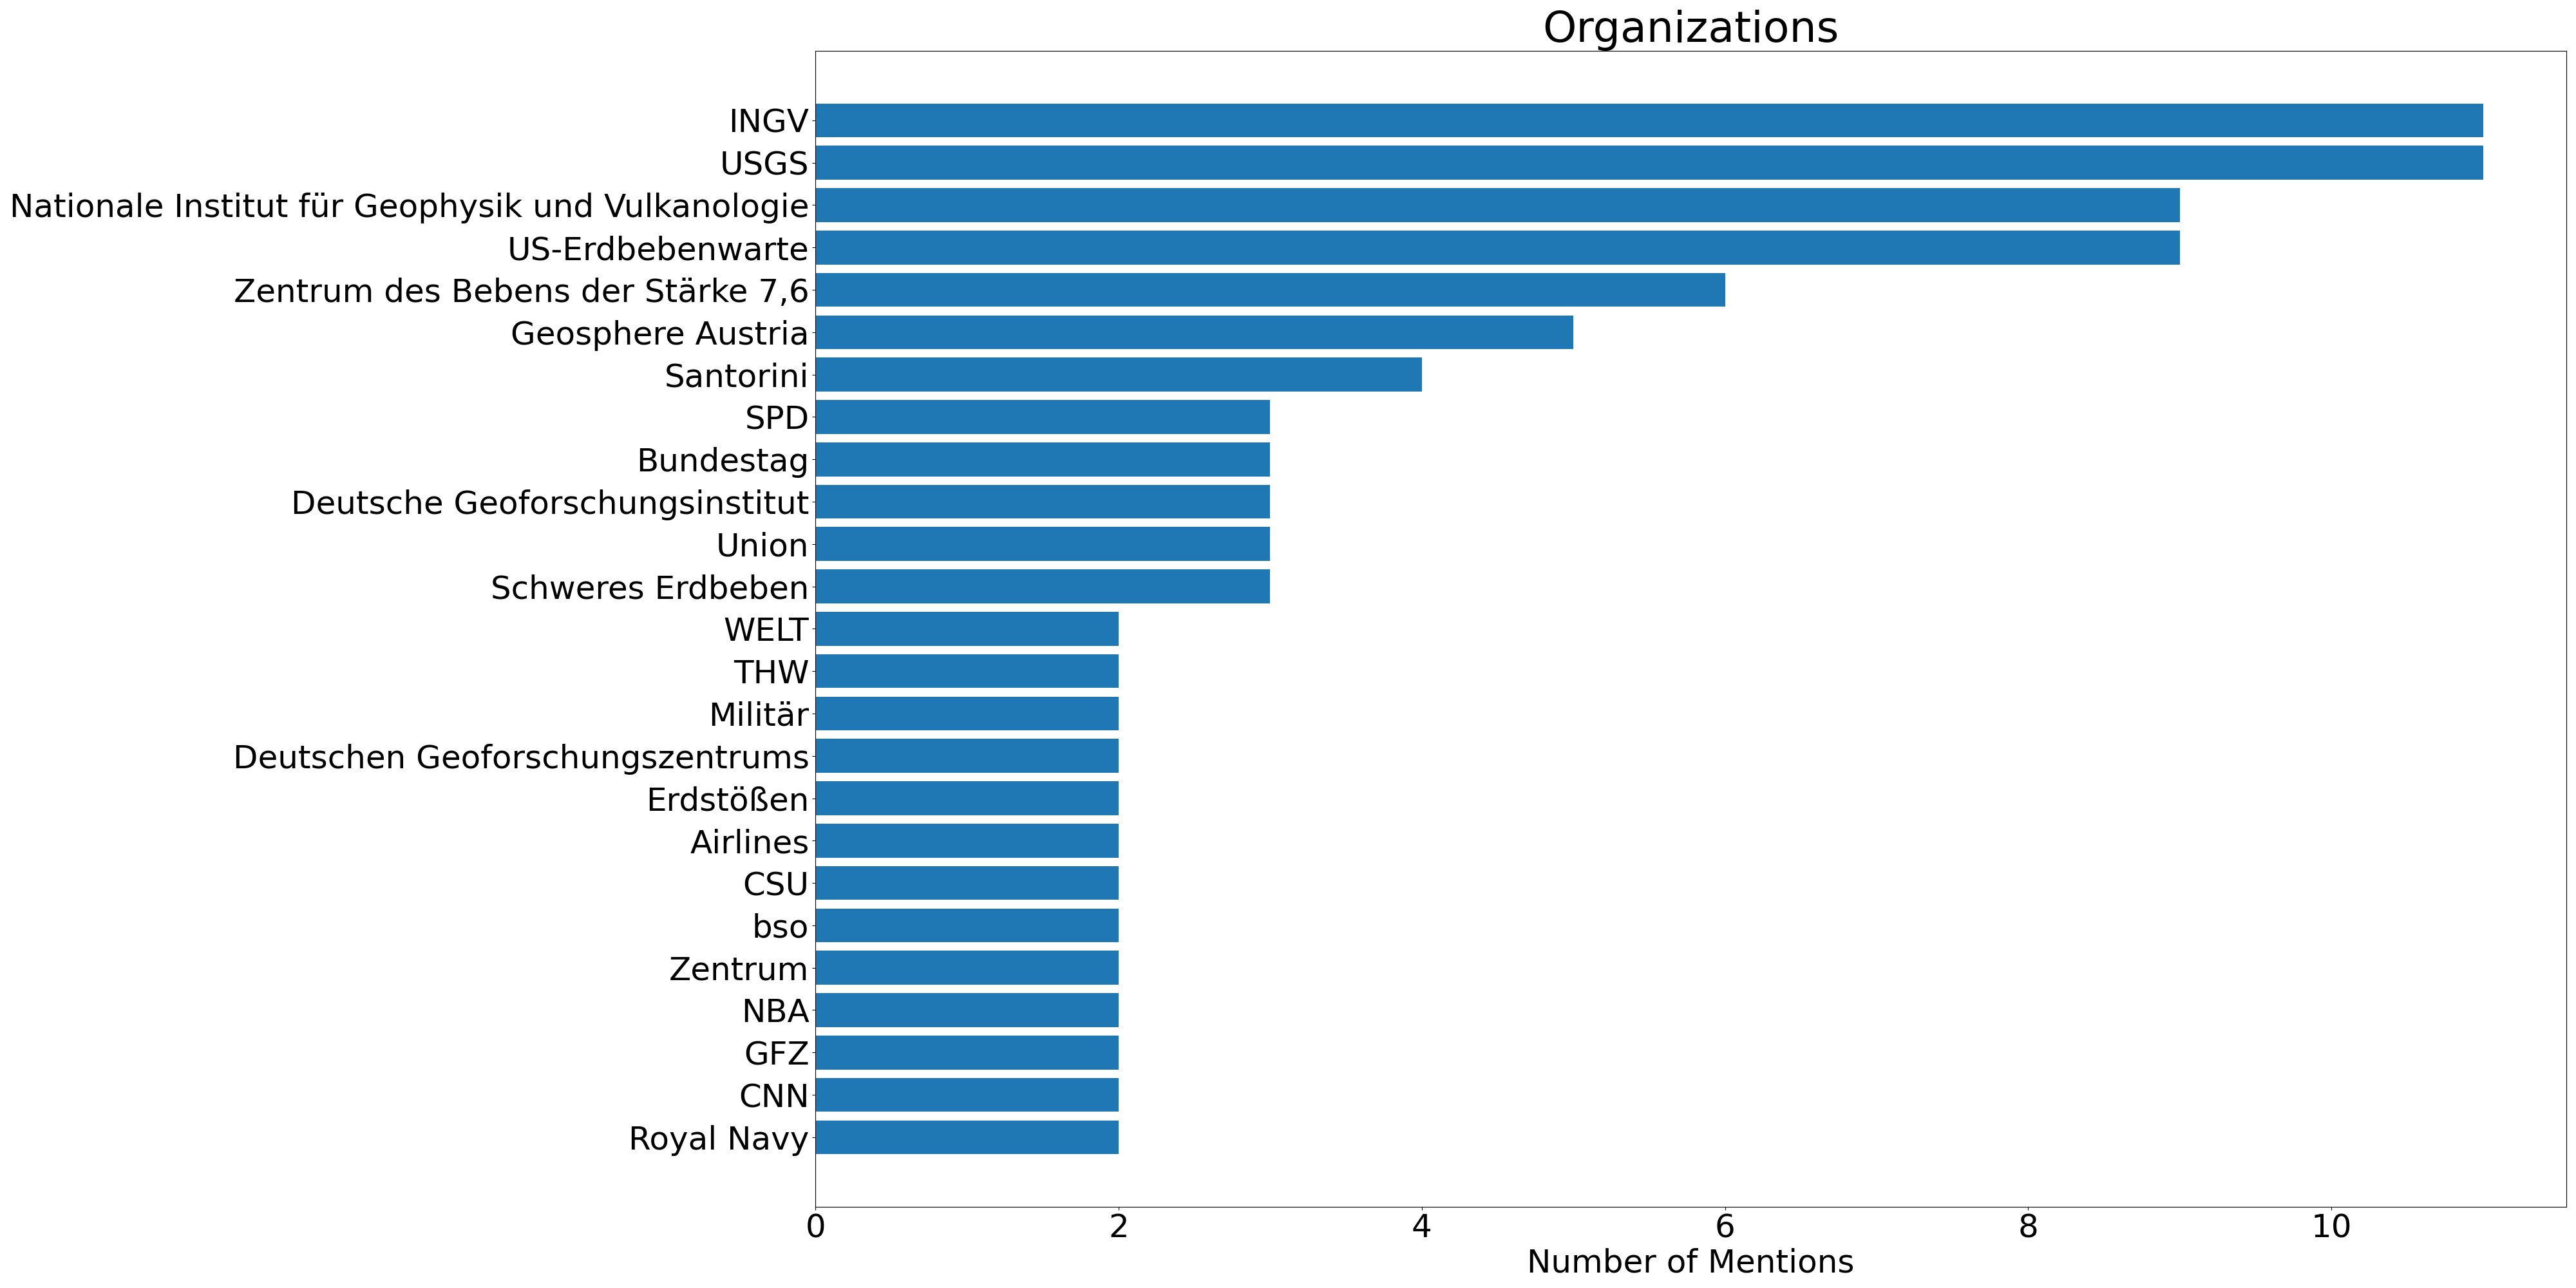 Organizations
INGV
USGS
Nationale Institut für Geophysik und Vulkanologie
US-Erdbebenwarte
Zentrum des Bebens der Stärke 7,6
Geosphere Austria
Santorini
SPD
Bundestag
Deutsche Geoforschungsinstitut
Union
Schweres Erdbeben
WELT
THW
Militär
Deutschen Geoforschungszentrums
Erdstößen
Airlines
CSU
bso
Zentrum
NBA
GFZ
CNN
Royal Navy
0 2 4 6 8 10
Number of Mentions